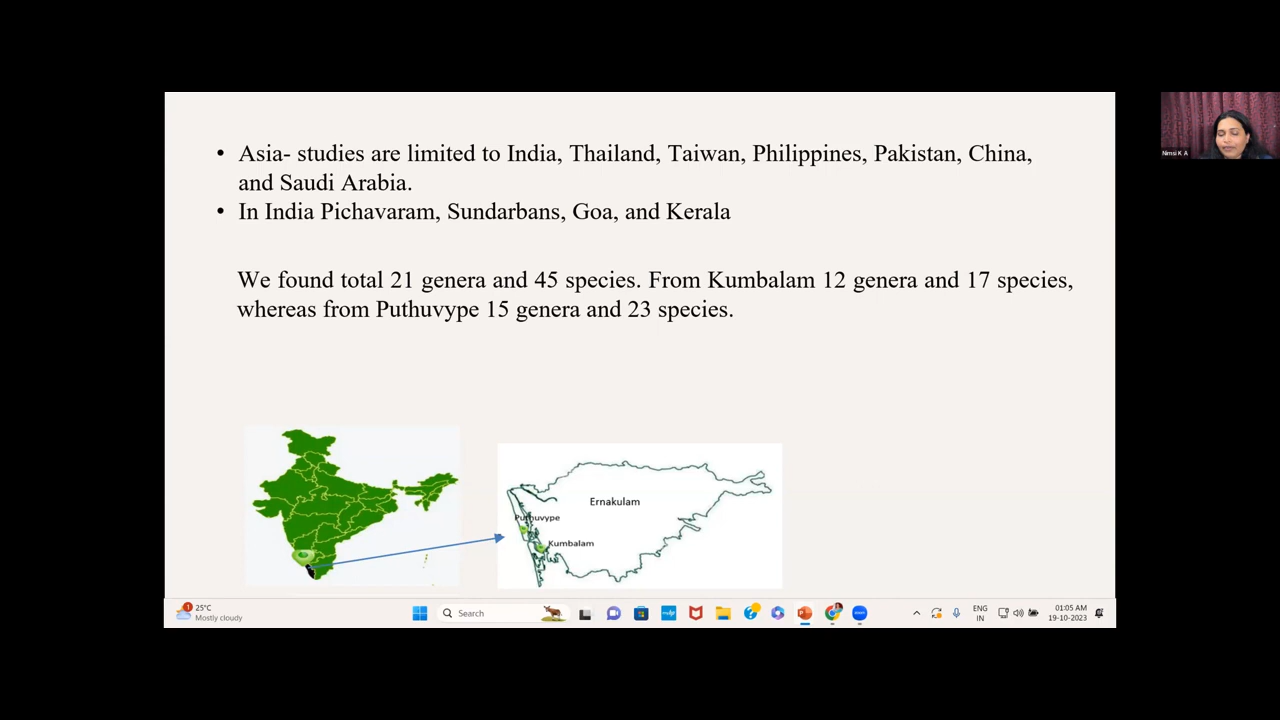 • Asia- studies are limited to India, Thailand, Taiwan, Philippines, Pakistan, China,
and Saudi Arabia.
• In India Pichavaram, Sundarbans, Goa, and Kerala
We found total 21 genera and 45 species. From Kumbalam 12 genera and 17 species,
whereas from Puthuvype 15 genera and 23 species.
Ernakulam
Puthuvype
Kumbalam
Nimsi K A
1
25°C
Mostly cloudy
Search
ENG
IN
01:05 AM
19-10-2023